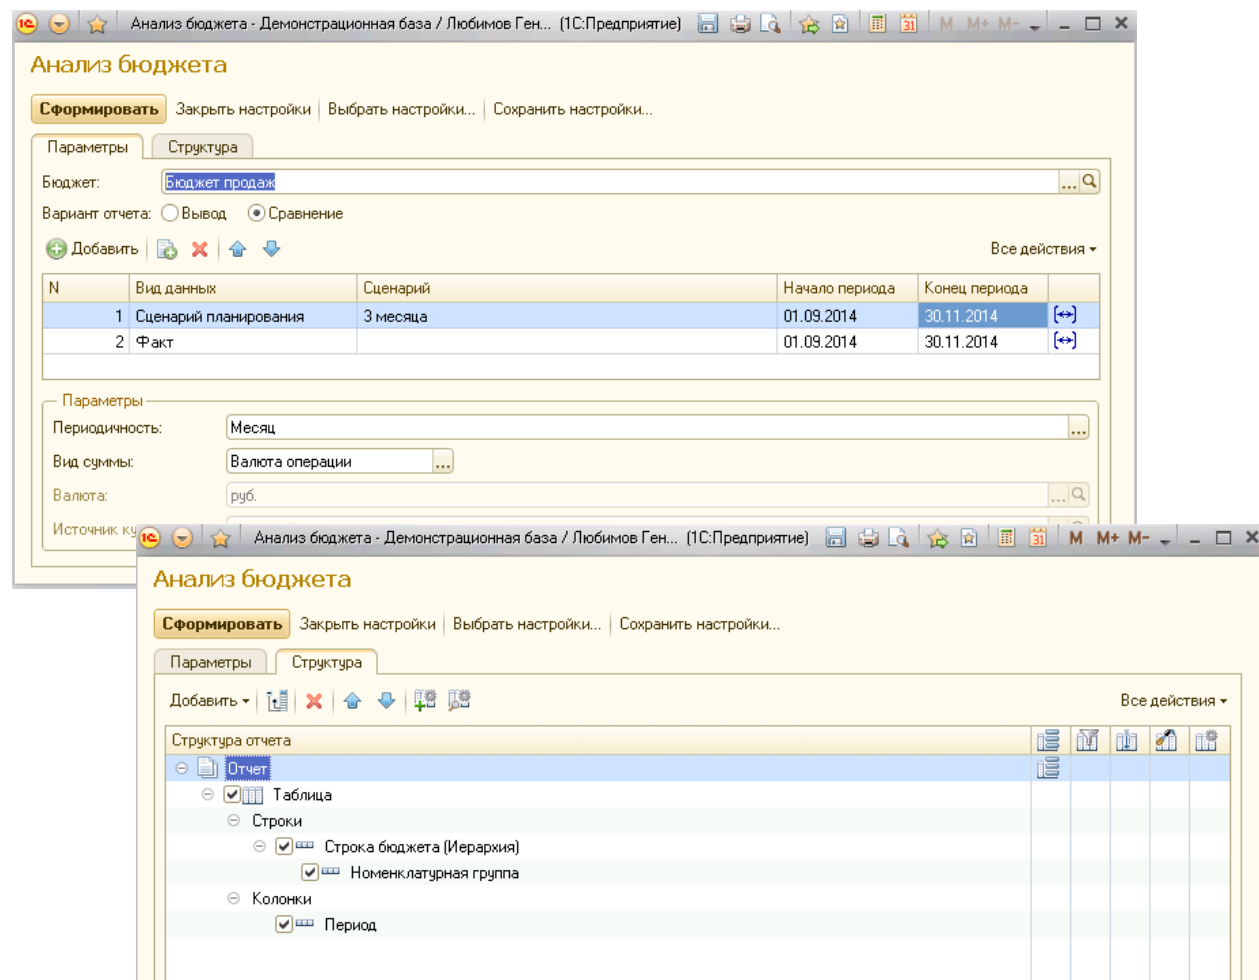 Анализ бюджета - Демонстрационная база / Любимов Ген... (1С:Предприятие) 31 M M+ M-
Анализ бюджета
Сформировать Закрыть настройки Выбрать настройки... Сохранить настройки...
Параметры Структура
Бюджет: Бюджет продаж ...
Вариант отчета: Вывод Сравнение
Добавить Все действия
N Вид данных Сценарий Начало периода Конец периода
1 Сценарий планирования 3 месяца 01.09.2014 30.11.2014
2 Факт 01.09.2014 30.11.2014
Параметры
Периодичность: Месяц ...
Вид суммы: Валюта операции ...
Валюта: руб. ...
Источник ку
Анализ бюджета - Демонстрационная база / Любимов Ген... (1С:Предприятие) 31 M M+ M-
Анализ бюджета
Сформировать Закрыть настройки Выбрать настройки... Сохранить настройки...
Параметры Структура
Добавить Все действия
Структура отчета
Отчет
Таблица
Строки
Строка бюджета (Иерархия)
Номенклатурная группа
Колонки
Период